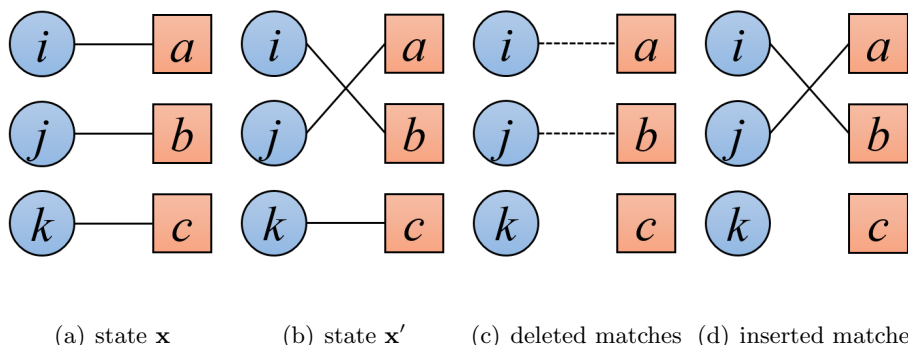 i a i a i a i a
j b j b j b j b
k c k c k c k c
(a) state x (b) state x′ (c) deleted matches (d) inserted matche